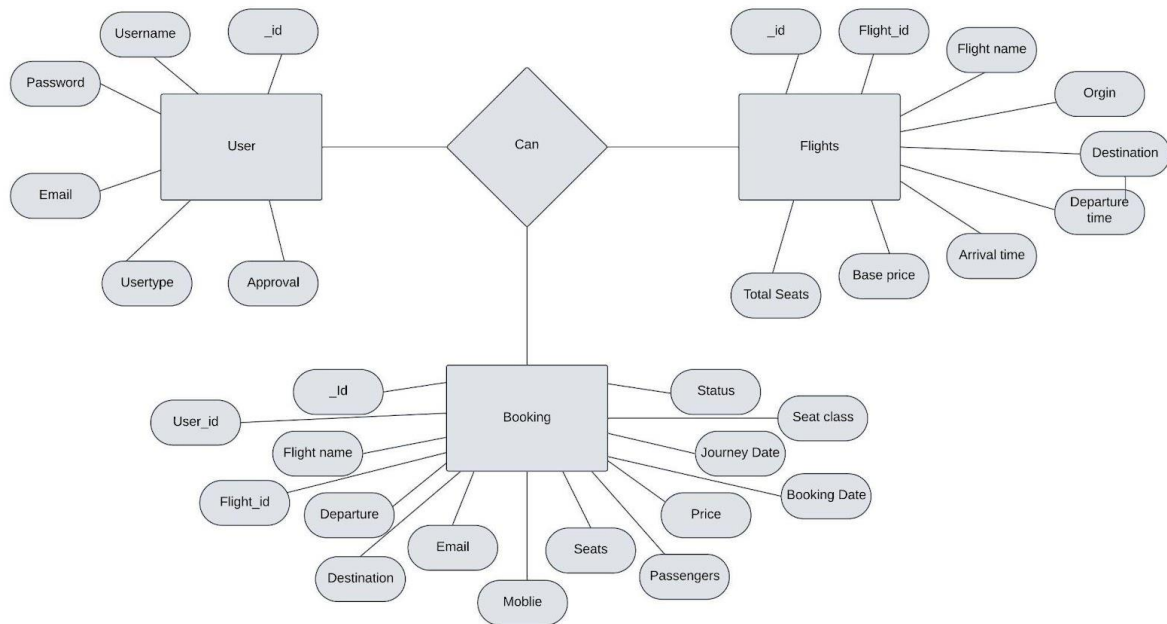 Username
_id
Password
User
Email
Usertype
Approval
Can
_id
Flight_id
Flight name
Orgin
Flights
Destination
Departure
time
Arrival time
Base price
Total Seats
_Id
User_id
Flight name
Flight_id
Departure
Destination
Booking
Email
Moblie
Seats
Passengers
Price
Booking Date
Journey Date
Seat class
Status